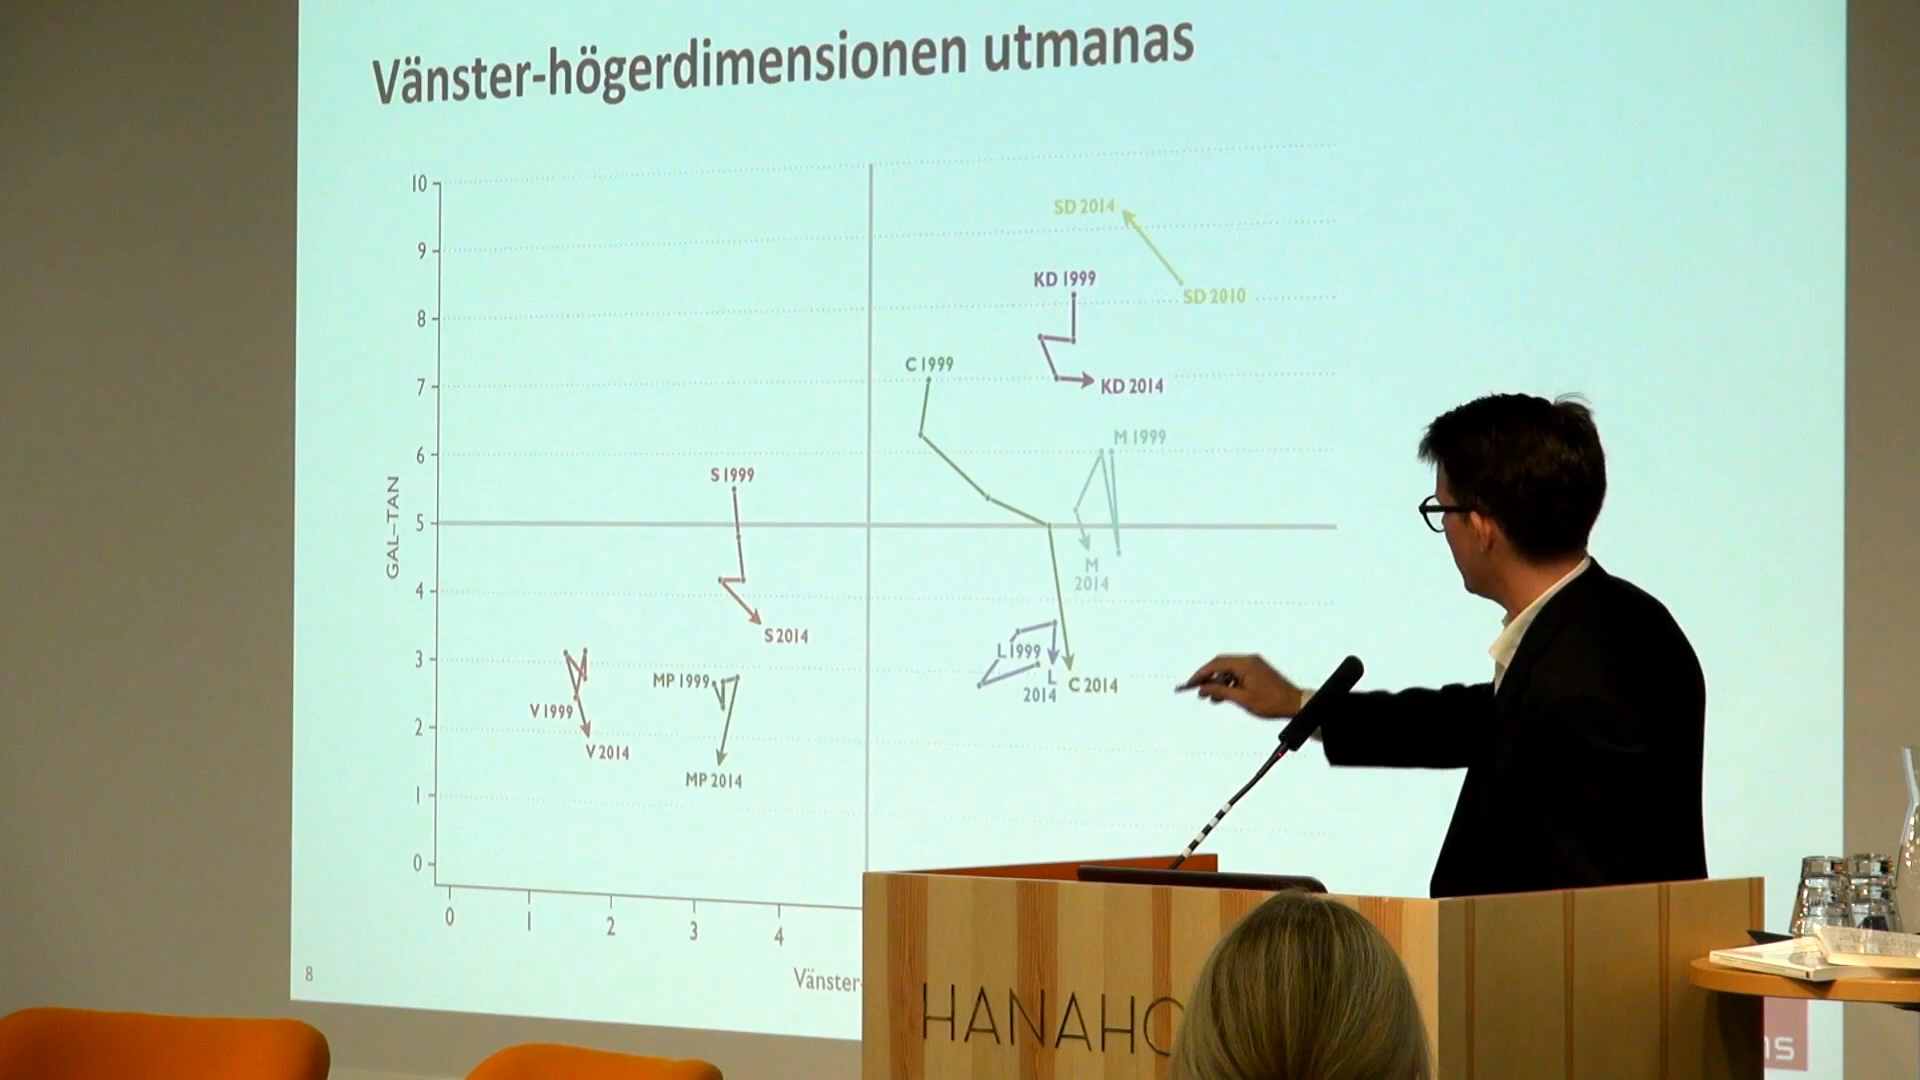 Vänster-högerdimensionen utmanas
10
9
8
7
6
5
4
3
2
1
0
GAL–TAN
SD 2014
SD 2010
KD 1999
KD 2014
C 1999
M 1999
M
2014
S 1999
S 2014
L 1999
L
2014
C 2014
V 1999
V 2014
MP 1999
MP 2014
0
1
2
3
4
Vänster-
8
HANAHO
ns